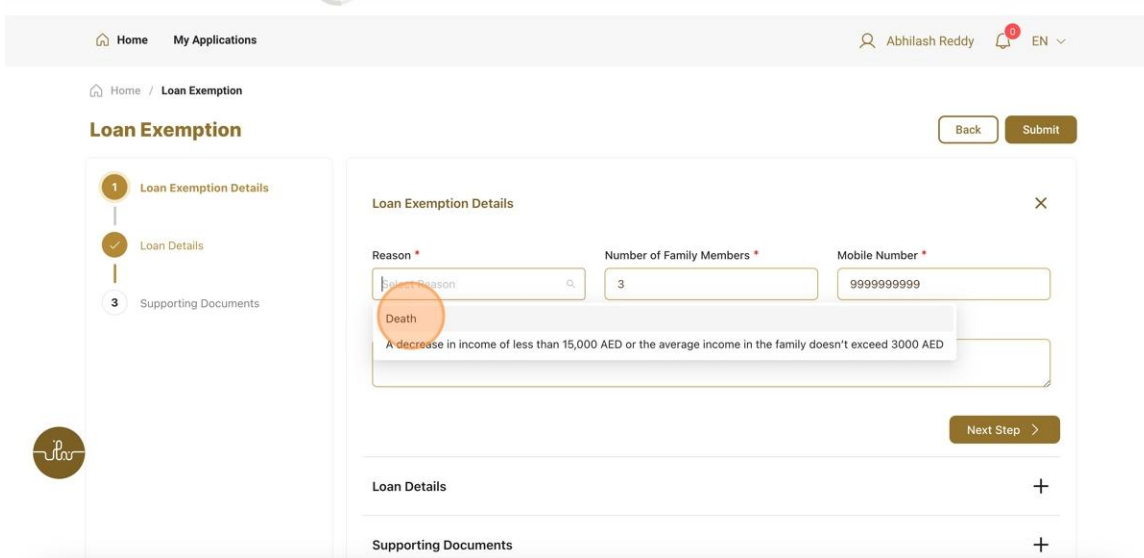 Home My Applications Abhilash Reddy 0 EN
Home / Loan Exemption
Loan Exemption Back Submit
1 Loan Exemption Details
Loan Details
3 Supporting Documents
Loan Exemption Details
Reason * Number of Family Members * Mobile Number *
Select Reason 3 9999999999
Death
A decrease in income of less than 15,000 AED or the average income in the family doesn't exceed 3000 AED
Next Step
Loan Details
Supporting Documents